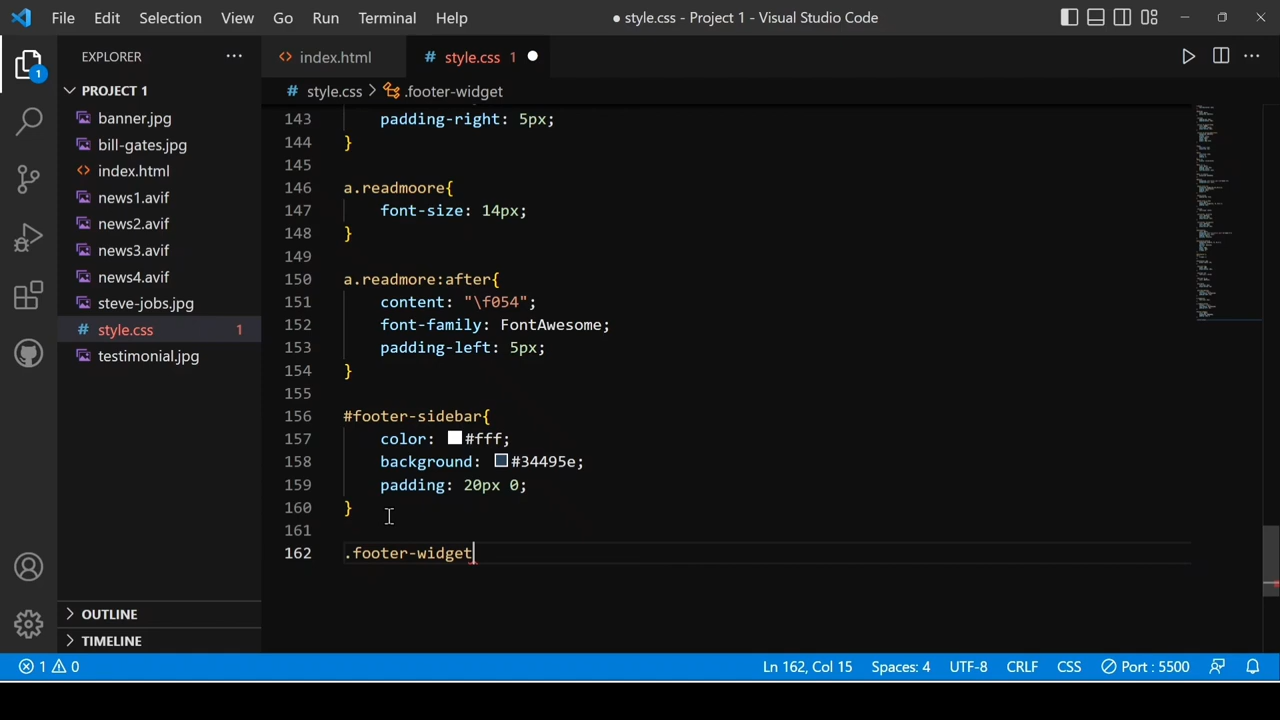 File Edit Selection View Go Run Terminal Help ● style.css - Project 1 - Visual Studio Code
EXPLORER ··· <> index.html # style.css 1 ●
PROJECT 1 # style.css > .footer-widget
banner.jpg
bill-gates.jpg
index.html
news1.avif
news2.avif
news3.avif
news4.avif
steve-jobs.jpg
style.css 1
testimonial.jpg
OUTLINE
TIMELINE
1
143 padding-right: 5px;
144 }
145
146 a.readmoore{
147 font-size: 14px;
148 }
149
150 a.readmore:after{
151 content: "\f054";
152 font-family: FontAwesome;
153 padding-left: 5px;
154 }
155
156 #footer-sidebar{
157 color: #fff;
158 background: #34495e;
159 padding: 20px 0;
160 }
161
162 .footer-widget
1 0 Ln 162, Col 15 Spaces: 4 UTF-8 CRLF CSS Port : 5500